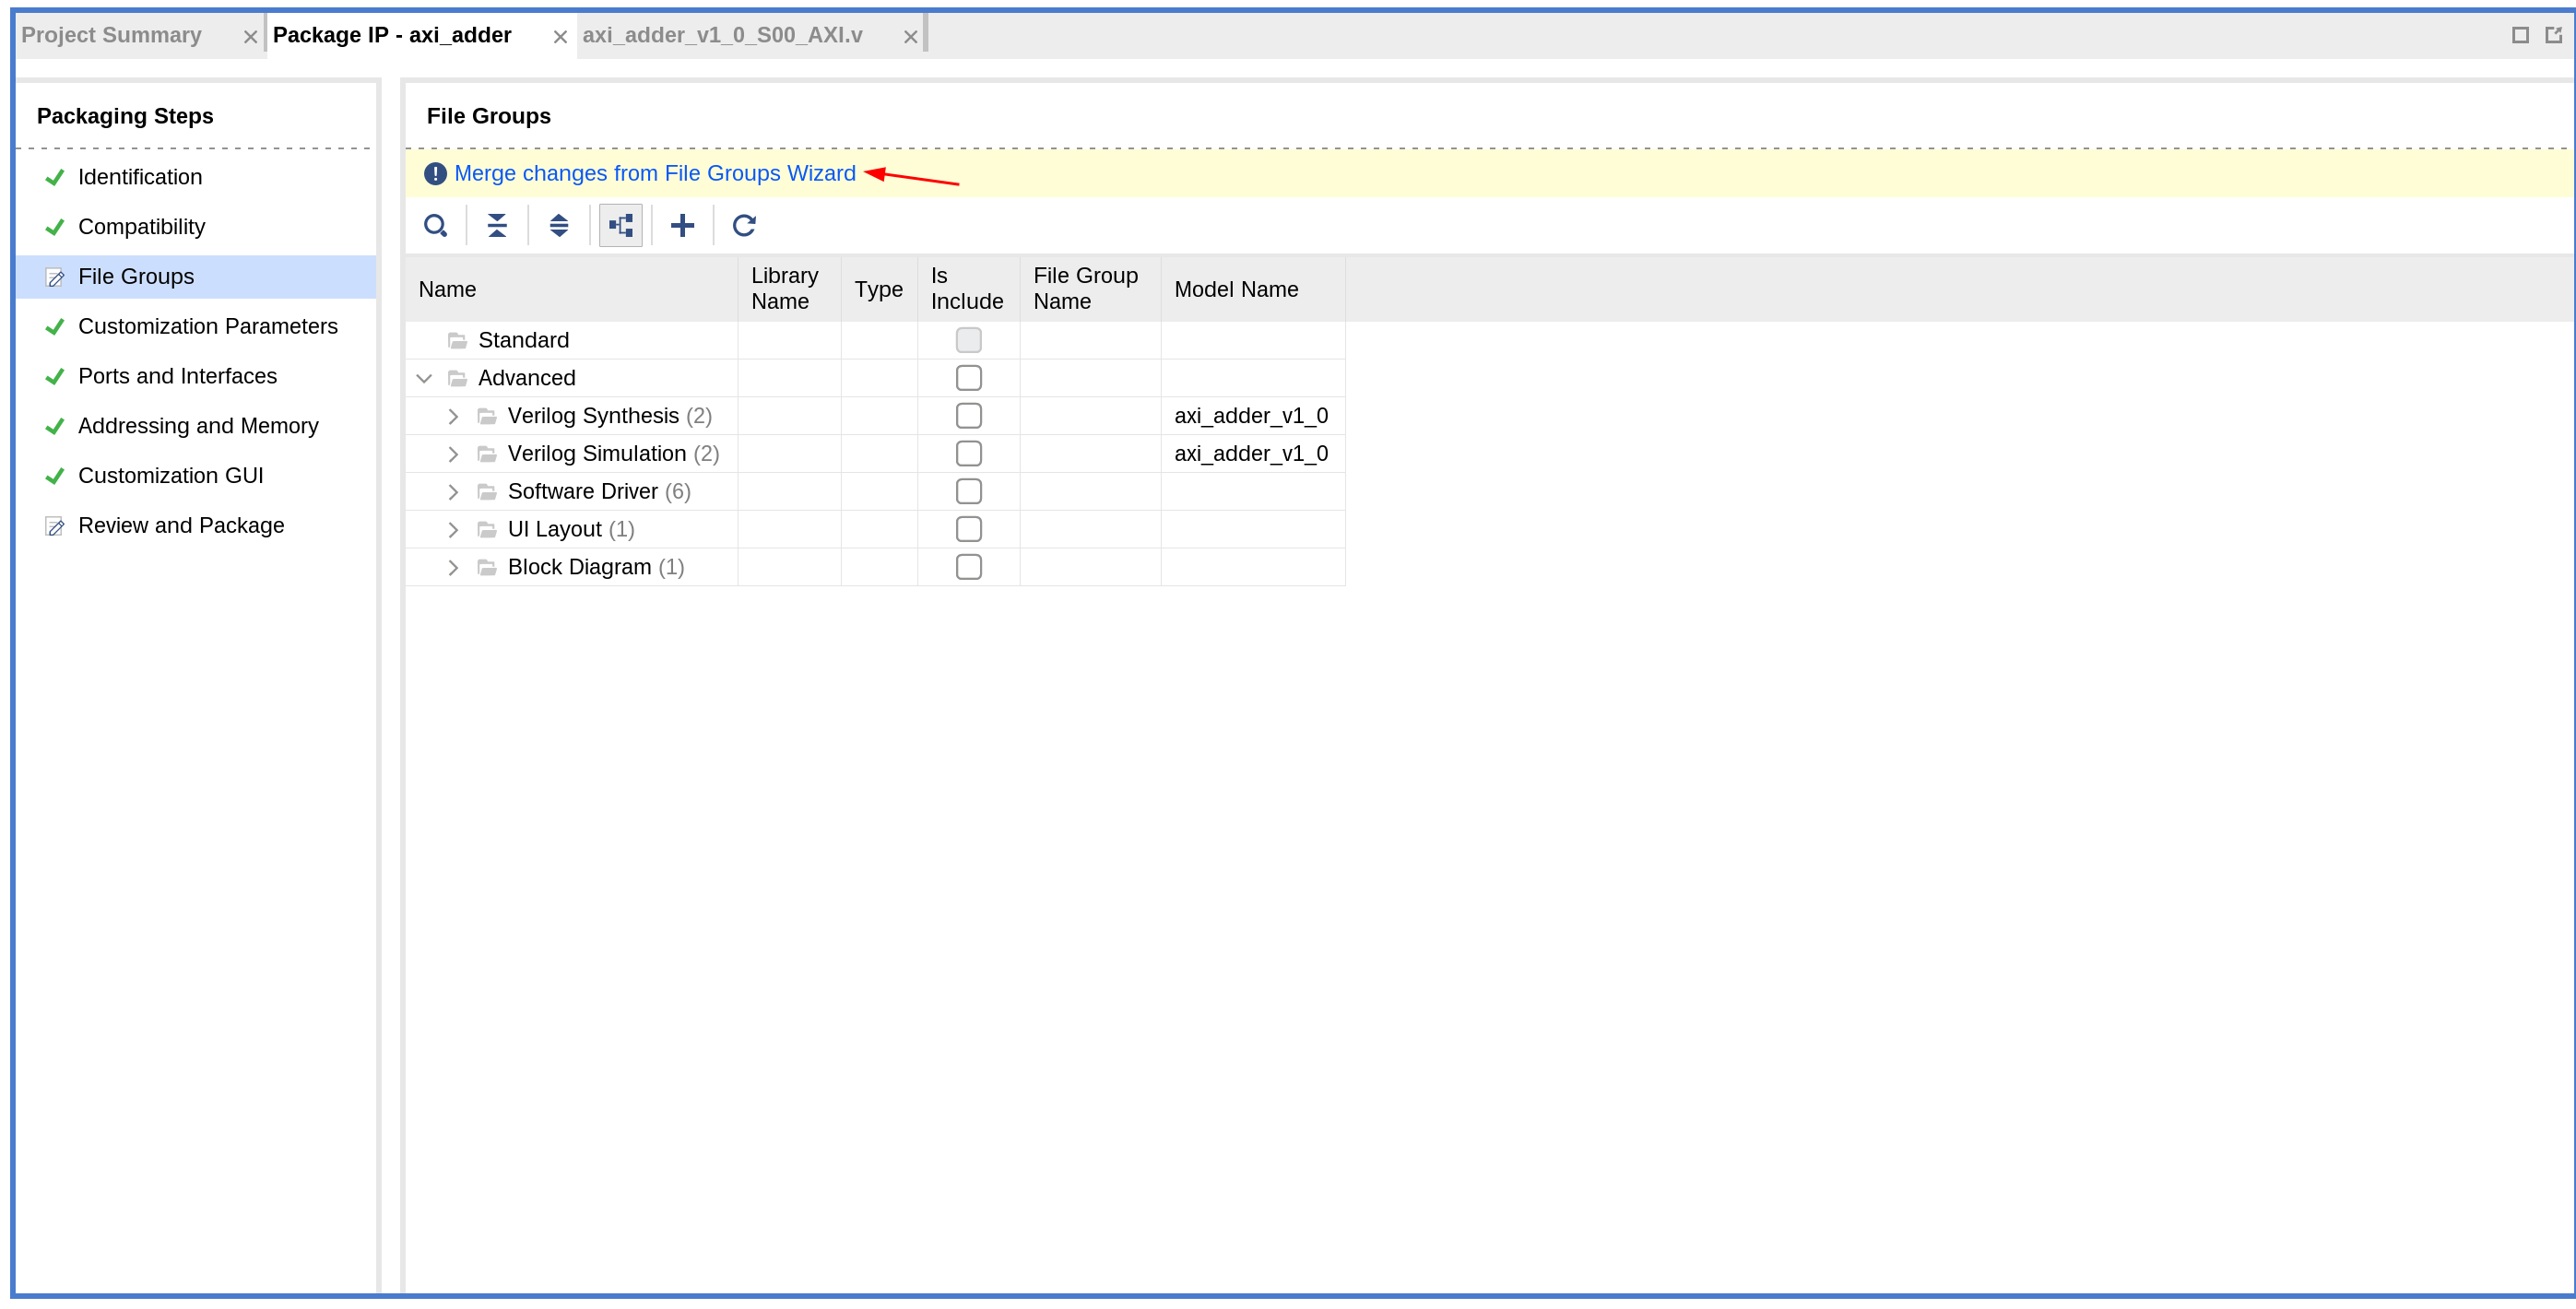 Project Summary
Package IP - axi_adder
axi_adder_v1_0_S00_AXI.v
Packaging Steps
Identification
Compatibility
File Groups
Customization Parameters
Ports and Interfaces
Addressing and Memory
Customization GUI
Review and Package
File Groups
Merge changes from File Groups Wizard
Name
Library
Name
Type
Is
Include
File Group
Name
Model Name
Standard
Advanced
Verilog Synthesis (2) axi_adder_v1_0
Verilog Simulation (2) axi_adder_v1_0
Software Driver (6)
UI Layout (1)
Block Diagram (1)